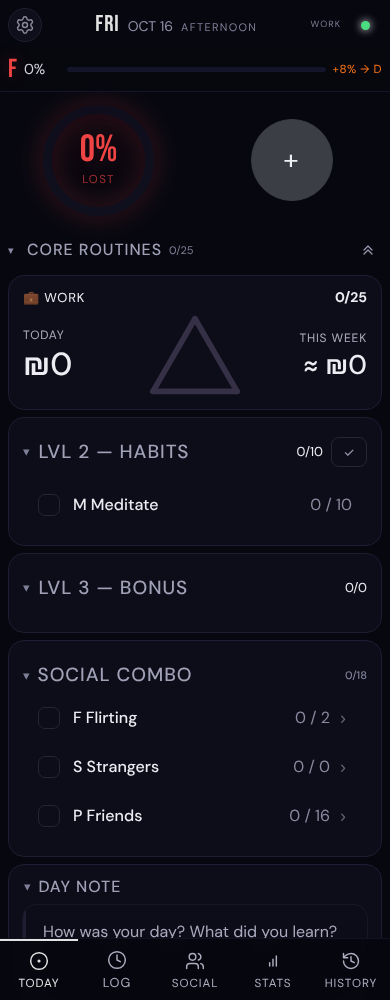 FRI OCT 16 AFTERNOON WORK
F 0% +8% → D
0%
LOST
+
▾ CORE ROUTINES 0/25
💼 WORK 0/25
TODAY THIS WEEK
₪0 ≈ ₪0
▾ LVL 2 — HABITS 0/10 ✓
M Meditate 0 / 10
▾ LVL 3 — BONUS 0/0
▾ SOCIAL COMBO 0/18
F Flirting 0 / 2 ›
S Strangers 0 / 0 ›
P Friends 0 / 16 ›
▾ DAY NOTE
How was your day? What did you learn?
TODAY LOG SOCIAL STATS HISTORY